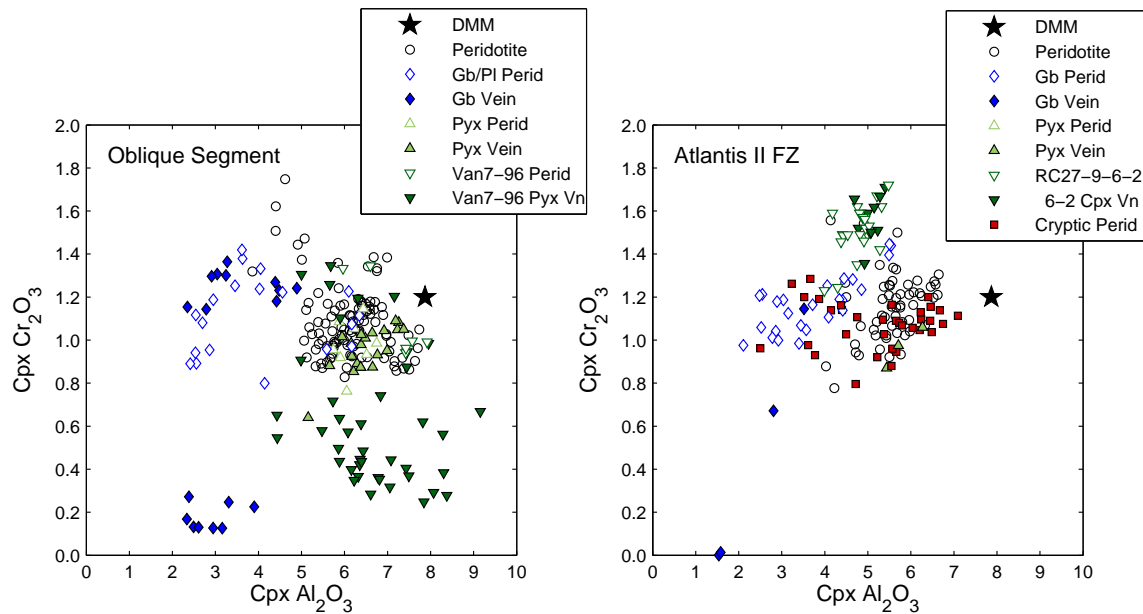 DMM
Peridotite
Gb/Pl Perid
Gb Vein
Pyx Perid
Pyx Vein
Van7−96 Perid
Van7−96 Pyx Vn
Oblique Segment
2.0
1.8
1.6
1.4
1.2
1.0
0.8
0.6
0.4
0.2
0.0
Cpx Cr2O3
0 1 2 3 4 5 6 7 8 9 10
Cpx Al2O3
DMM
Peridotite
Gb Perid
Gb Vein
Pyx Perid
Pyx Vein
RC27−9−6−2
6−2 Cpx Vn
Cryptic Perid
Atlantis II FZ
2.0
1.8
1.6
1.4
1.2
1.0
0.8
0.6
0.4
0.2
0.0
Cpx Cr2O3
0 1 2 3 4 5 6 7 8 9 10
Cpx Al2O3